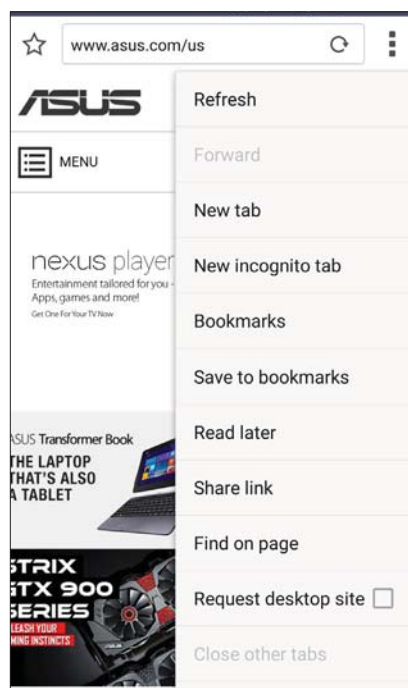 www.asus.com/us
ASUS
MENU
nexus player
Entertainment tailored for you -
Apps, games and more!
Get One For Your TV Now
ASUS Transformer Book
THE LAPTOP
THAT'S ALSO
A TABLET
STRIX
GTX 900
SERIES
LEASH YOUR
MING INSTINCTS
Refresh
Forward
New tab
New incognito tab
Bookmarks
Save to bookmarks
Read later
Share link
Find on page
Request desktop site
Close other tabs